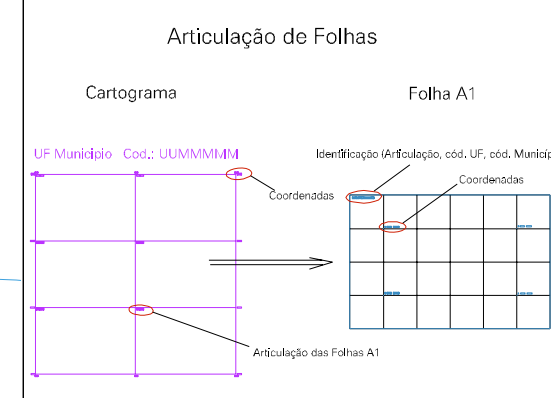 Articulação de Folhas
Cartograma
Folha A1
UF Municipio Cod.: UUMMMMM
Identificação (Articulação, cód. UF, cód. Municíp
Coordenadas
Coordenadas
Articulação das Folhas A1